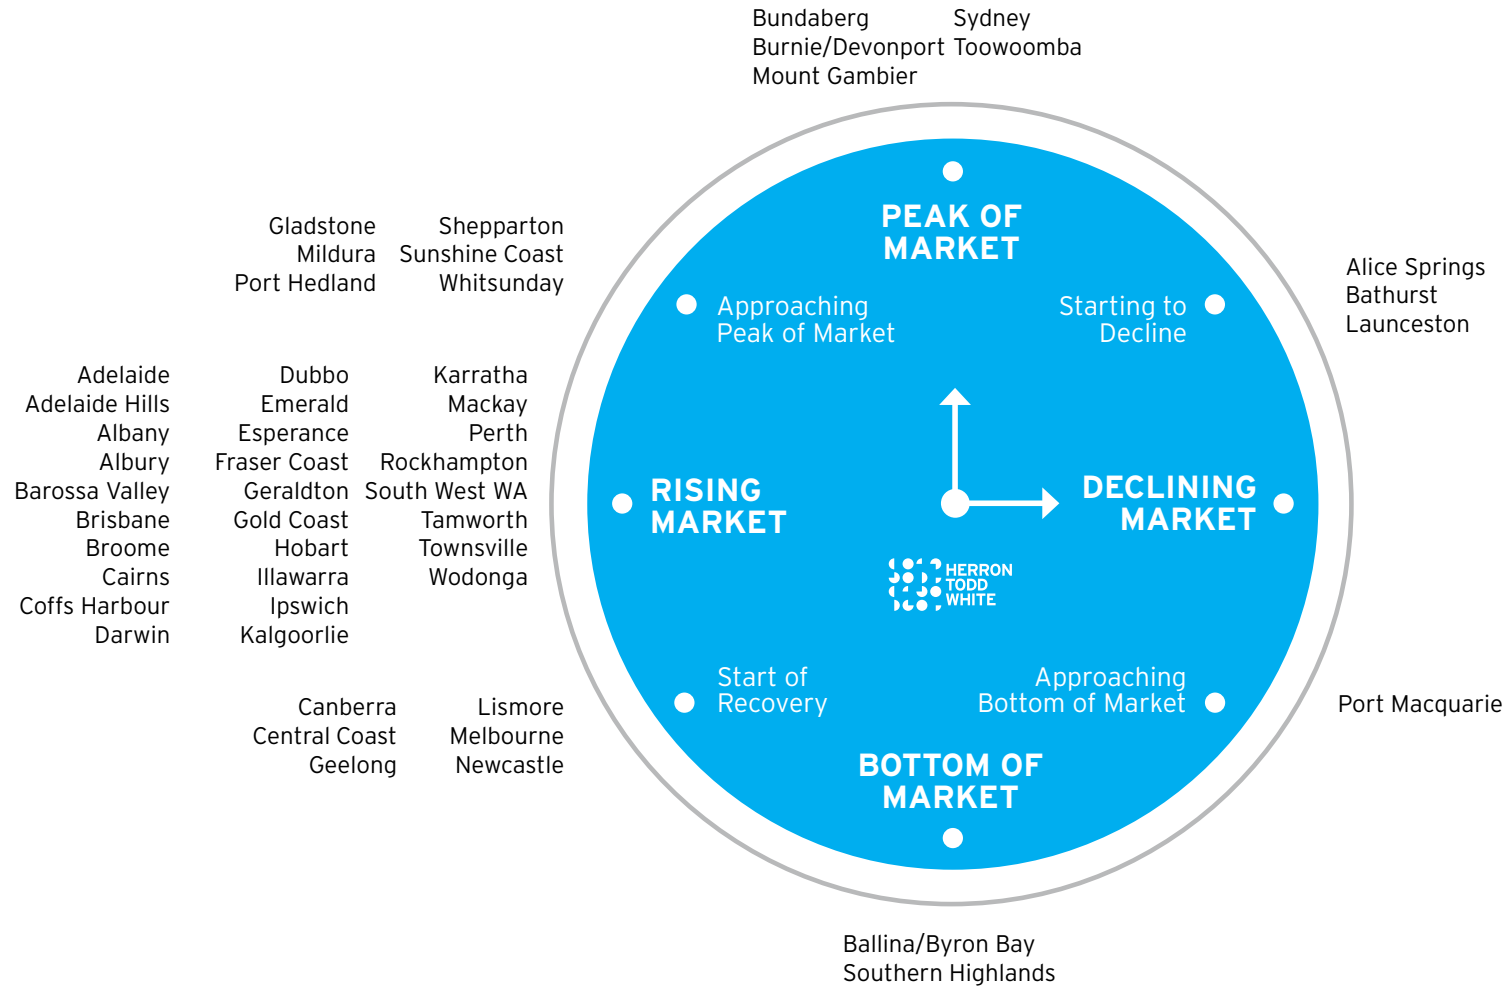 Bundaberg
Burnie/Devonport
Mount Gambier
Sydney
Toowoomba
PEAK OF
MARKET
Gladstone
Mildura
Port Hedland
Shepparton
Sunshine Coast
Whitsunday
Approaching
Peak of Market
Starting to
Decline
Alice Springs
Bathurst
Launceston
Adelaide
Adelaide Hills
Albany
Albury
Barossa Valley
Brisbane
Broome
Cairns
Coffs Harbour
Darwin
Dubbo
Emerald
Esperance
Fraser Coast
Geraldton
Gold Coast
Hobart
Illawarra
Ipswich
Kalgoorlie
Karratha
Mackay
Perth
Rockhampton
South West WA
Tamworth
Townsville
Wodonga
RISING
MARKET
DECLINING
MARKET
HERRON
TODD
WHITE
Canberra
Central Coast
Geelong
Lismore
Melbourne
Newcastle
Start of
Recovery
Approaching
Bottom of Market
Port Macquarie
BOTTOM OF
MARKET
Ballina/Byron Bay
Southern Highlands